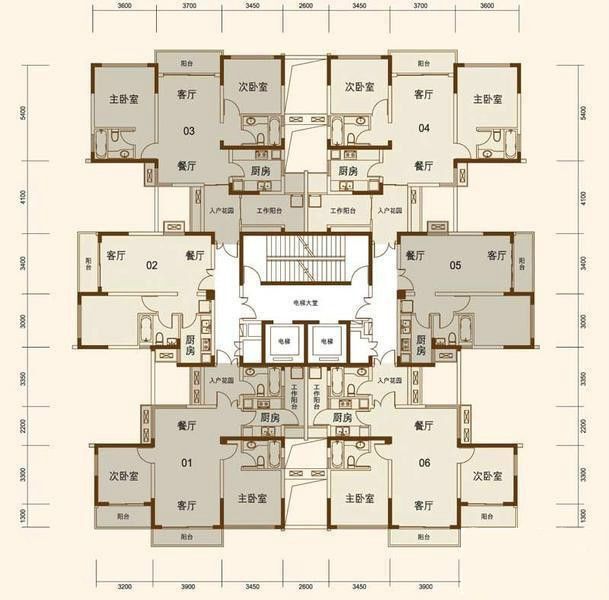 3600 3700 3450 2600 3450 3700 3600
阳台 阳台
主卧室 客厅 次卧室 次卧室 客厅 主卧室
5400 03 04 5400
餐厅 厨房 厨房 餐厅
4100 入户花园 工作阳台 工作阳台 入户花园 4100
阳台 客厅 餐厅 餐厅 客厅 阳台
3400 02 05 3400
3000 电梯大堂 3000
厨房 电梯 电梯 厨房
3350 入户花园 工作阳台 工作阳台 入户花园 3350
2200 餐厅 厨房 厨房 餐厅 2200
3300 次卧室 01 主卧室 主卧室 06 次卧室 3300
客厅 客厅
1300 阳台 阳台 1300
阳台 阳台
3200 3900 3450 2600 3450 3900